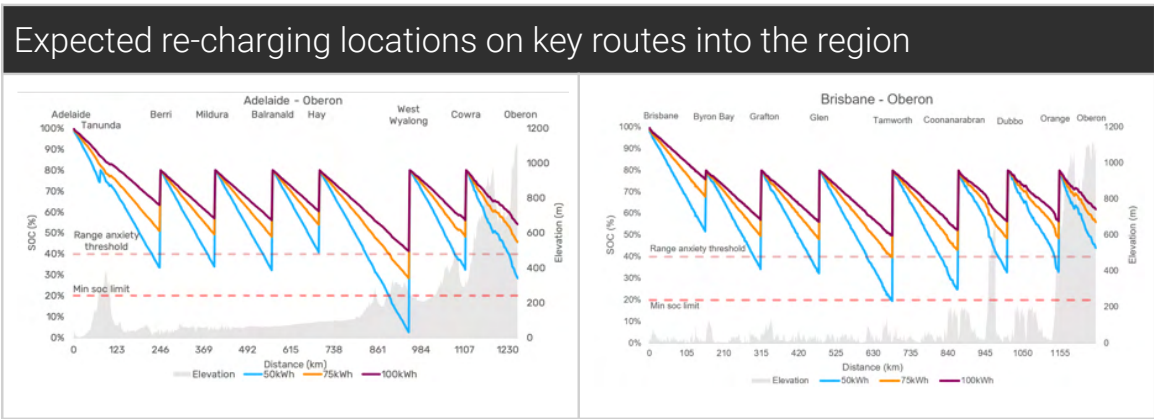 Expected re-charging locations on key routes into the region
Adelaide - Oberon
Adelaide Tanunda Berri Mildura Balranald Hay West Wyalong Cowra Oberon
100% 90% 80% 70% 60% 50% 40% 30% 20% 10% 0%
SOC (%)
Range anxiety threshold
Min soc limit
1200 1000 800 600 400 200 0
Elevation (m)
0 123 246 369 492 615 738 861 984 1107 1230
Distance (km)
Elevation 50kWh 75kWh 100kWh
Brisbane - Oberon
Brisbane Byron Bay Grafton Glen Tamworth Coonanarabran Dubbo Orange Oberon
100% 90% 80% 70% 60% 50% 40% 30% 20% 10% 0%
SOC (%)
Range anxiety threshold
Min soc limit
1200 1000 800 600 400 200 0
Elevation (m)
0 105 210 315 420 525 630 735 840 945 1050 1155
Distance (km)
Elevation 50kWh 75kWh 100kWh